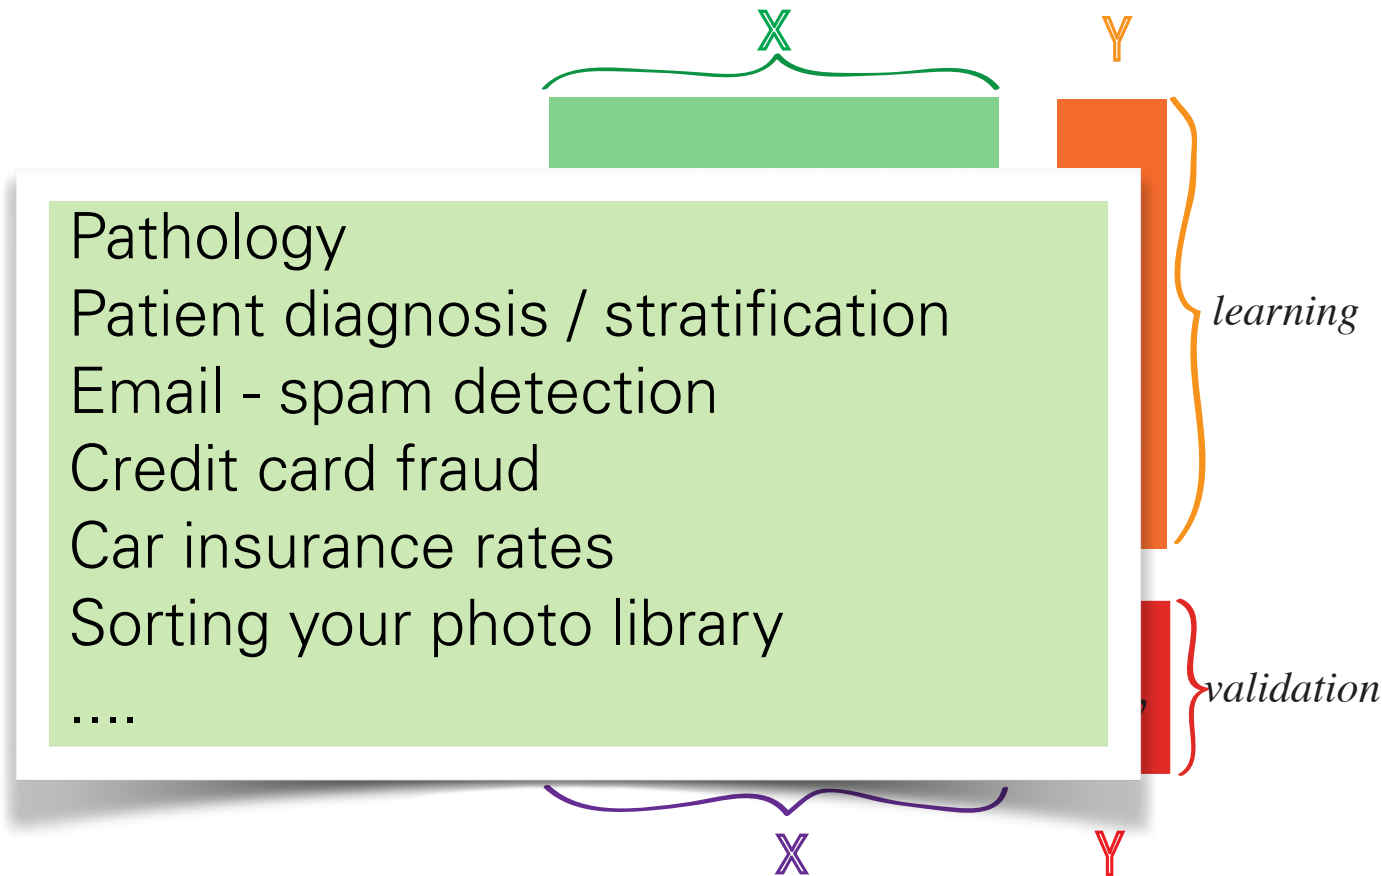 𝕏 𝕐
Pathology
Patient diagnosis / stratification
learning
Email - spam detection
Credit card fraud
Car insurance rates
Sorting your photo library
validation
....
𝕏 𝕐